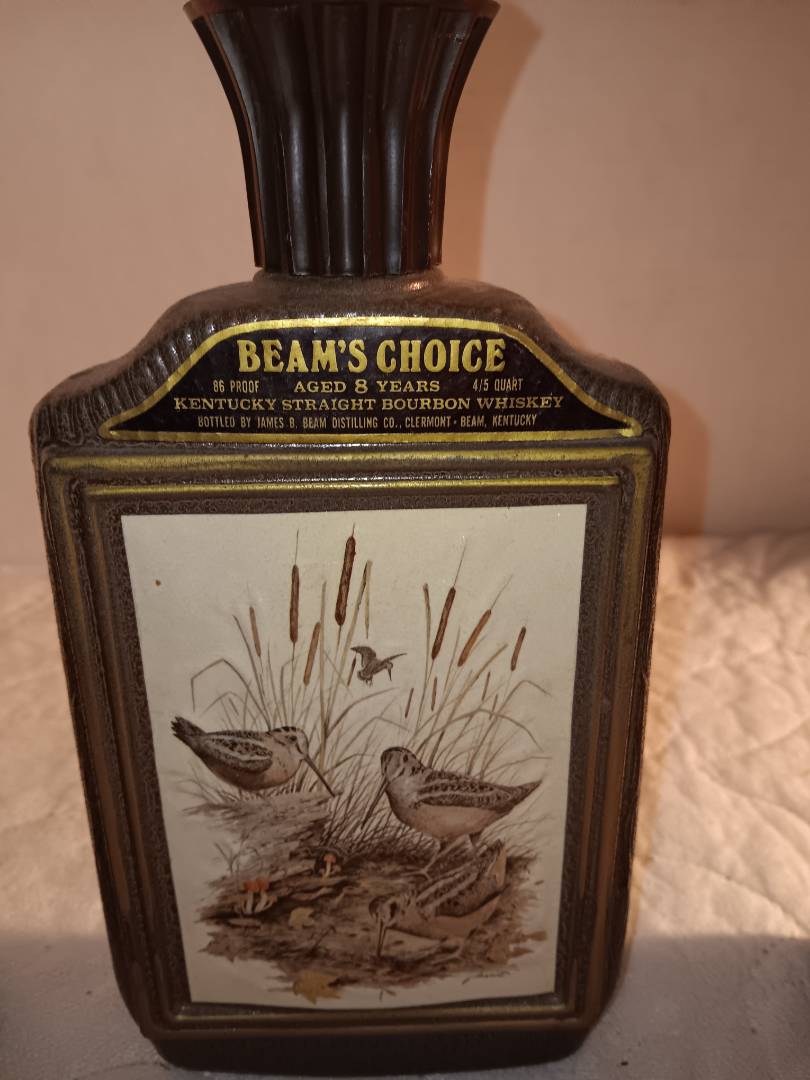 BEAM'S CHOICE
86 PROOF AGED 8 YEARS 4/5 QUART
KENTUCKY STRAIGHT BOURBON WHISKEY
BOTTLED BY JAMES B. BEAM DISTILLING CO., CLERMONT · BEAM, KENTUCKY